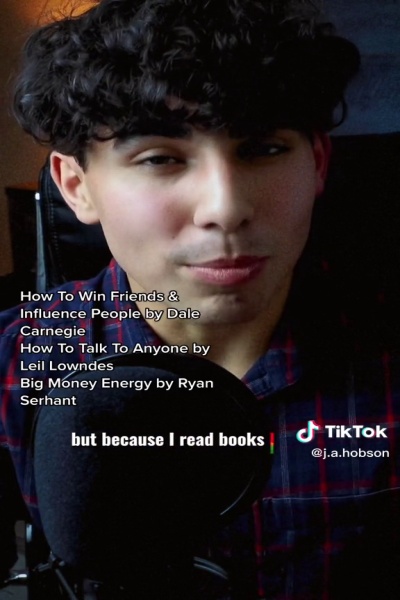 How To Win Friends &
Influence People by Dale
Carnegie
How To Talk To Anyone by
Leil Lowndes
Big Money Energy by Ryan
Serhant
but because I read books
TikTok
@j.a.hobson